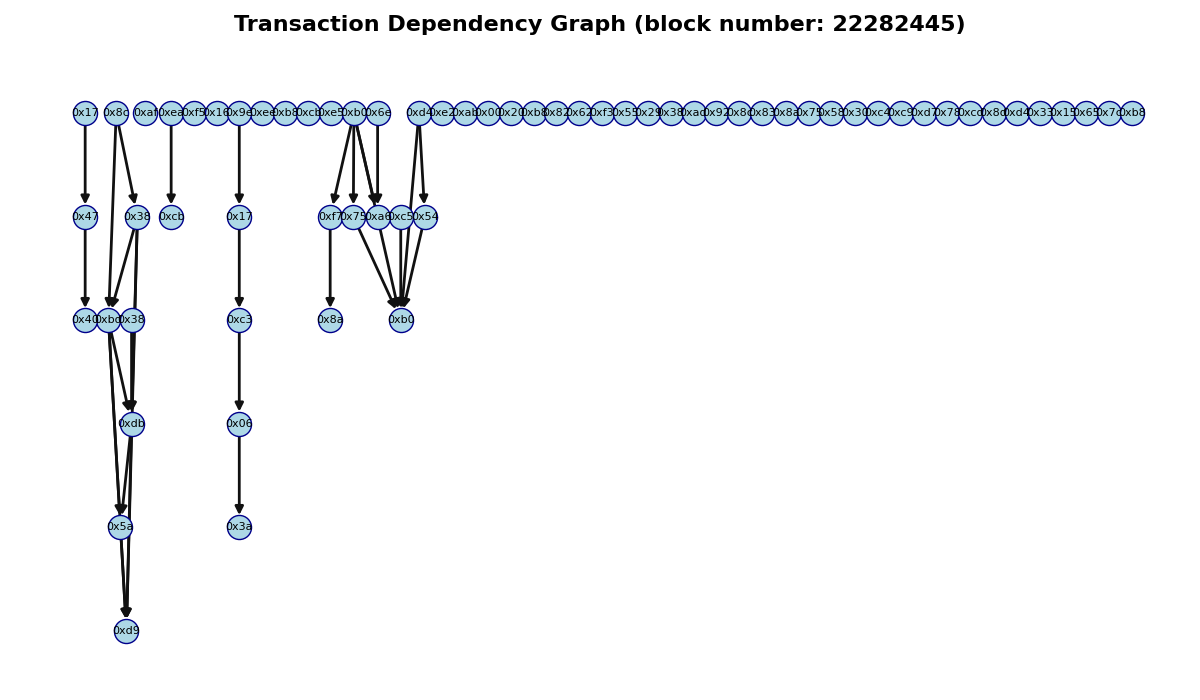 Transaction Dependency Graph (block number: 22282445)
0x17 0x8c 0xaf 0xea 0xf5 0x16 0x9e 0xee 0xb8 0xcb 0xe5 0xb0 0x6e 0xd4 0xe2 0xab 0x00 0x20 0xb8 0x82 0x62 0xf3 0x55 0x29 0x38 0xad 0x92 0x8c 0x83 0x8a 0x75 0x58 0x30 0xc4 0xc9 0xd7 0x78 0xcd 0x8d 0xd4 0x33 0x15 0x65 0x7c 0xb8
0x47 0x38 0xcb 0x17 0xf7 0x75 0xa6 0xc5 0x54
0x40 0xbd 0x38 0xc3 0x8a 0xb0
0xdb 0x06
0x5a 0x3a
0xd9